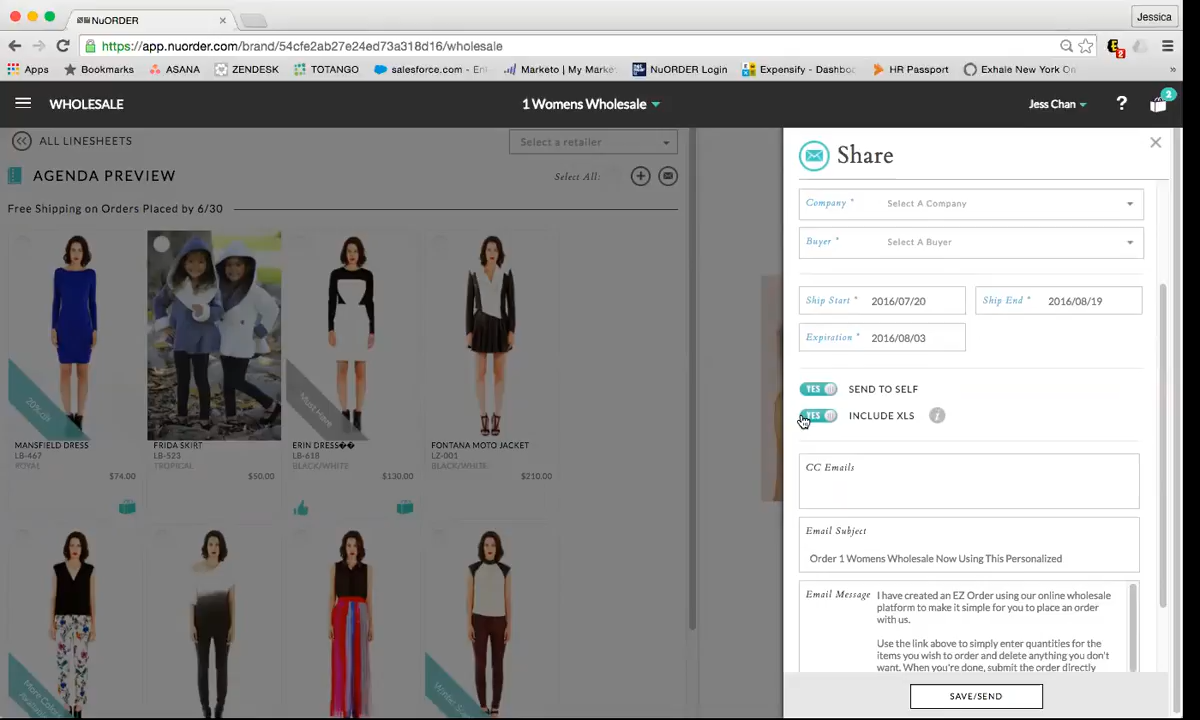 NuORDER
Jessica
https://app.nuorder.com/brand/54cfe2ab27e24ed73a318d16/wholesale
2
Apps Bookmarks ASANA ZENDESK TOTANGO salesforce.com - En Marketo | My Mark NuORDER Login Expensify - Dashbo HR Passport Exhale New York On »
WHOLESALE
1 Womens Wholesale
Jess Chan
?
2
ALL LINESHEETS
Select a retailer
AGENDA PREVIEW
Select All:
Free Shipping on Orders Placed by 6/30
20% off
Must Have
MANSFIELD DRESS
LB-467
ROYAL
$74.00
FRIDA SKIRT
LB-523
TROPICAL
$50.00
ERIN DRESS��
LB-618
BLACK/WHITE
$130.00
FONTANA MOTO JACKET
LZ-001
BLACK/WHITE
$210.00
More Colors
Share
Company * Select A Company
Buyer * Select A Buyer
Ship Start * 2016/07/20
Ship End * 2016/08/19
Expiration * 2016/08/03
YES SEND TO SELF
YES INCLUDE XLS i
CC Emails
Email Subject
Order 1 Womens Wholesale Now Using This Personalized
Email Message
I have created an EZ Order using our online wholesale
platform to make it simple for you to place an order
with us.
Use the link above to simply enter quantities for the
items you wish to order and delete anything you don't
want. When you're done, submit the order directly
SAVE/SEND